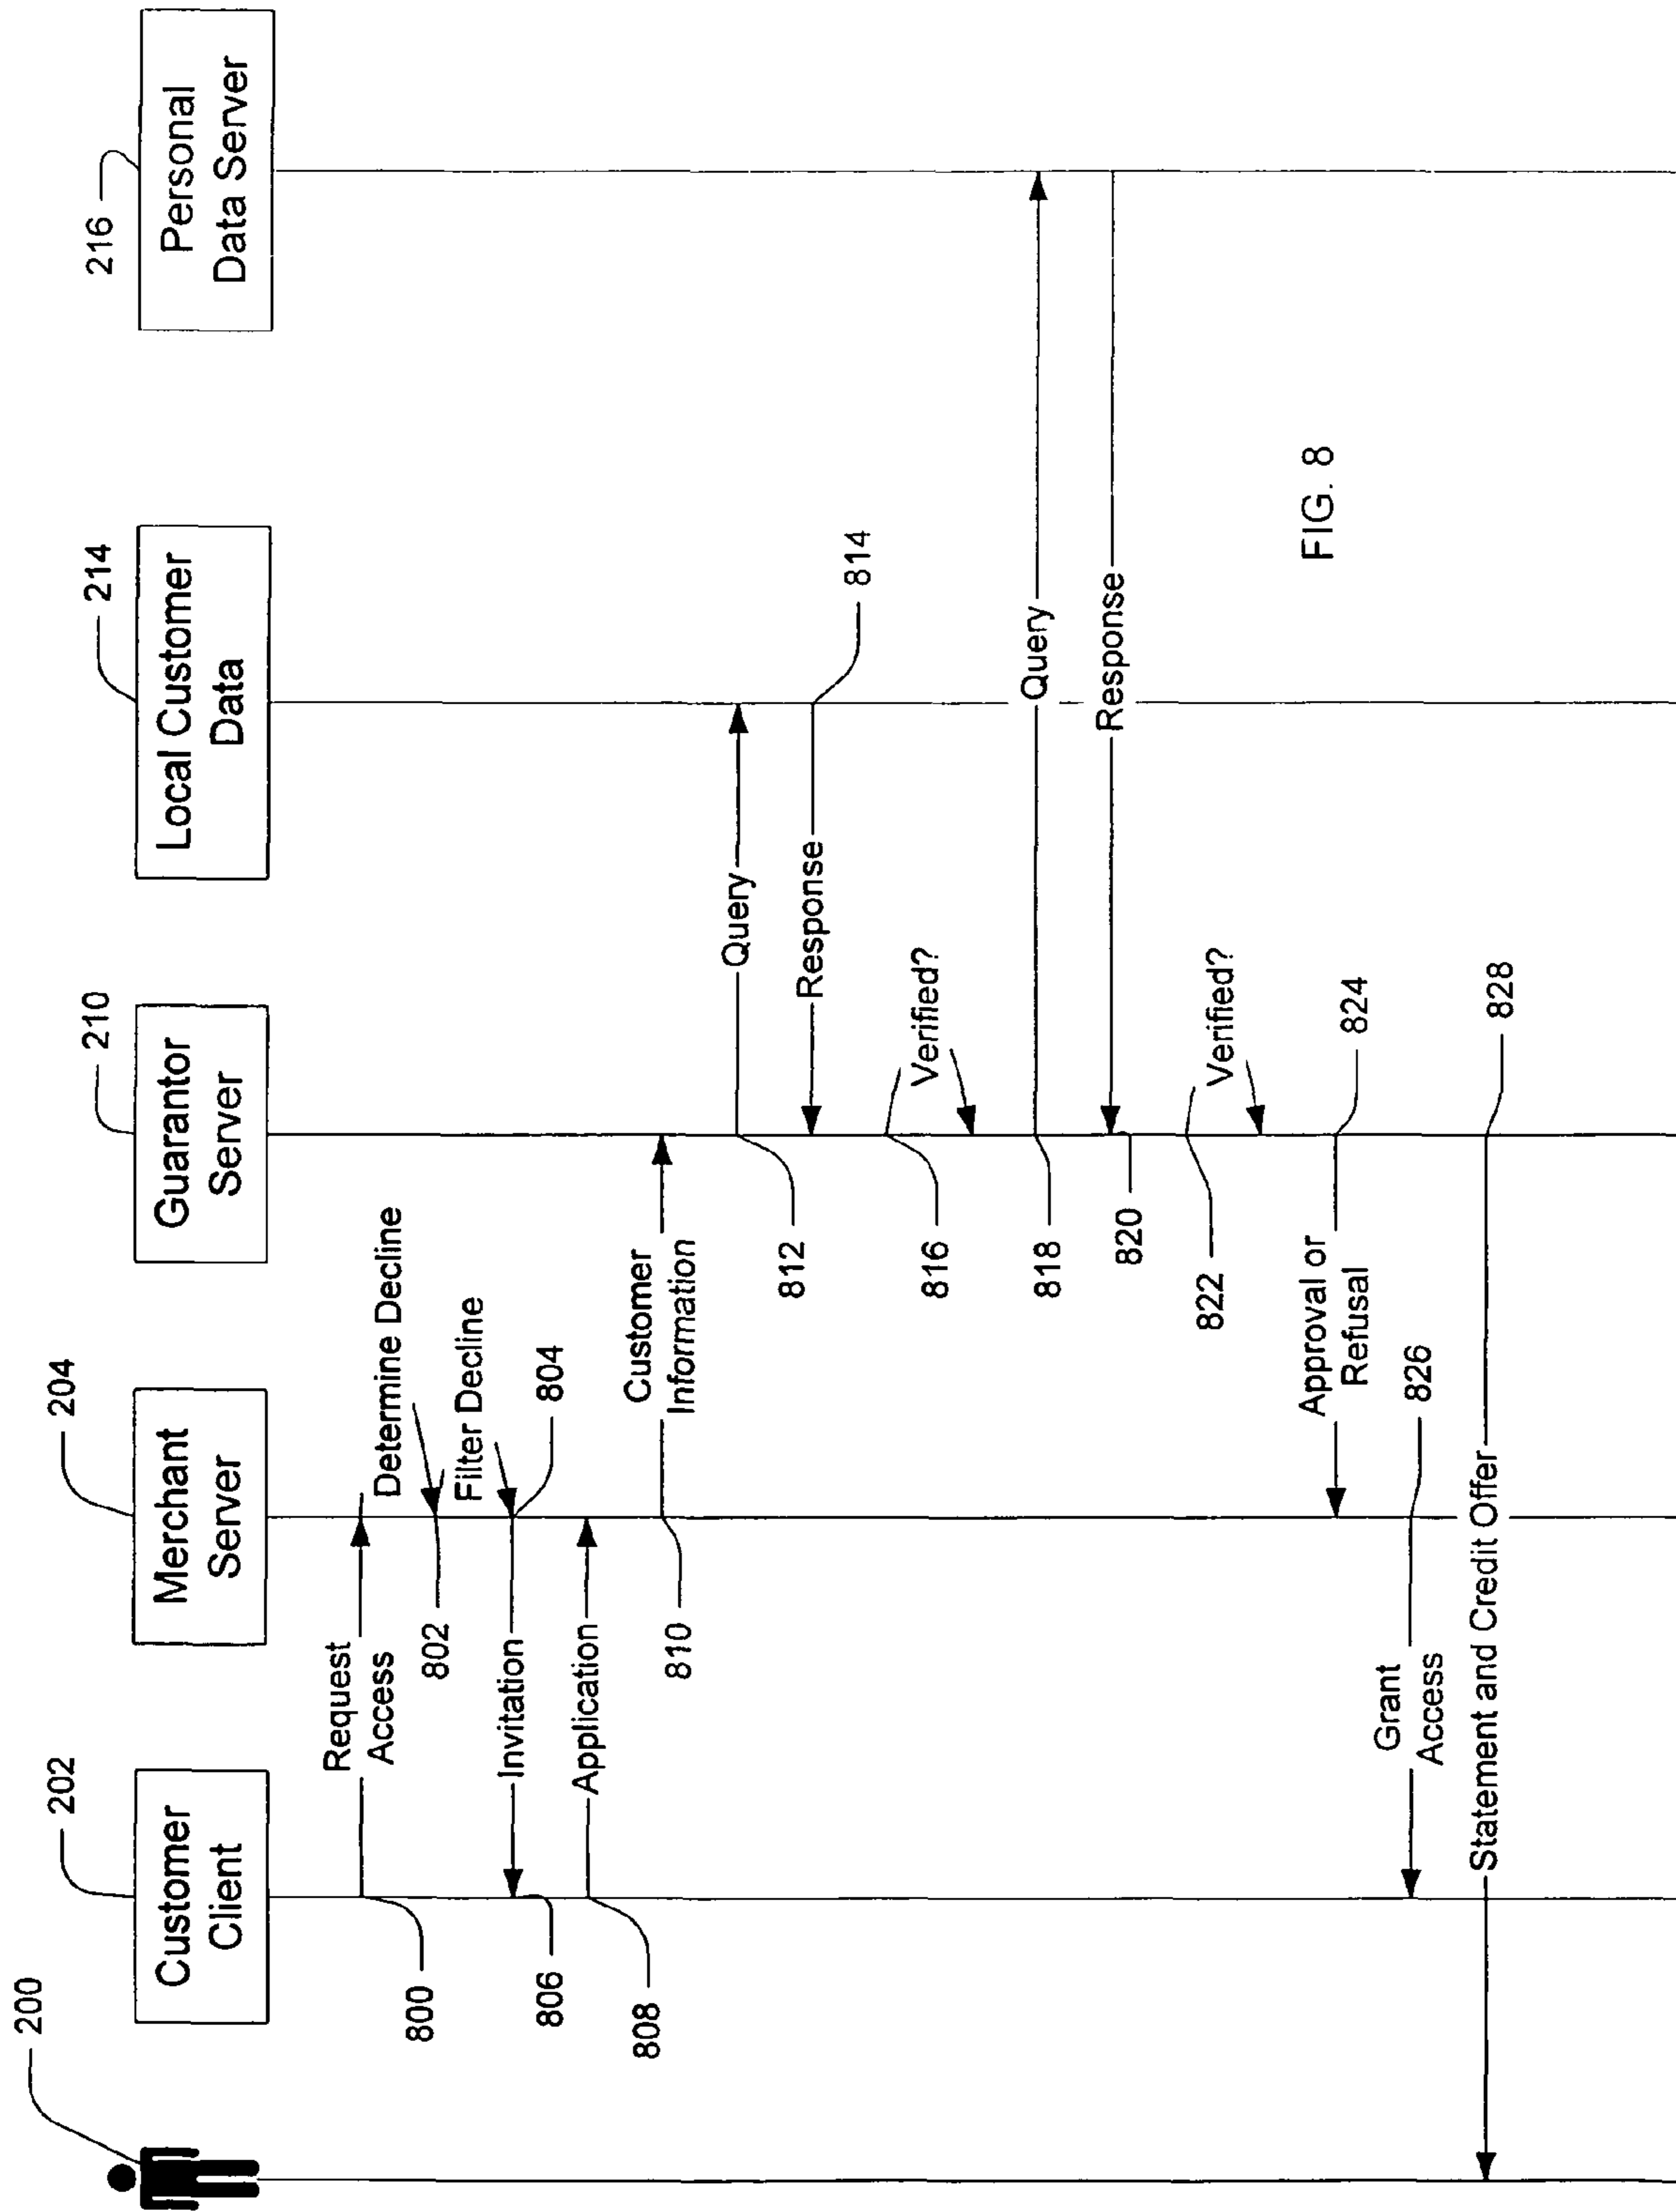 200
202
204
210
214
216
Customer
Client
Merchant
Server
Guarantor
Server
Local Customer
Data
Personal
Data Server
Request
Access
800
Determine Decline
802
Filter Decline
804
Invitation
806
Application
808
Customer
Information
810
Query
812
Response
814
Verified?
816
Query
818
Response
820
Verified?
822
Approval or
Refusal
824
Grant
Access
826
Statement and Credit Offer
828
FIG. 8